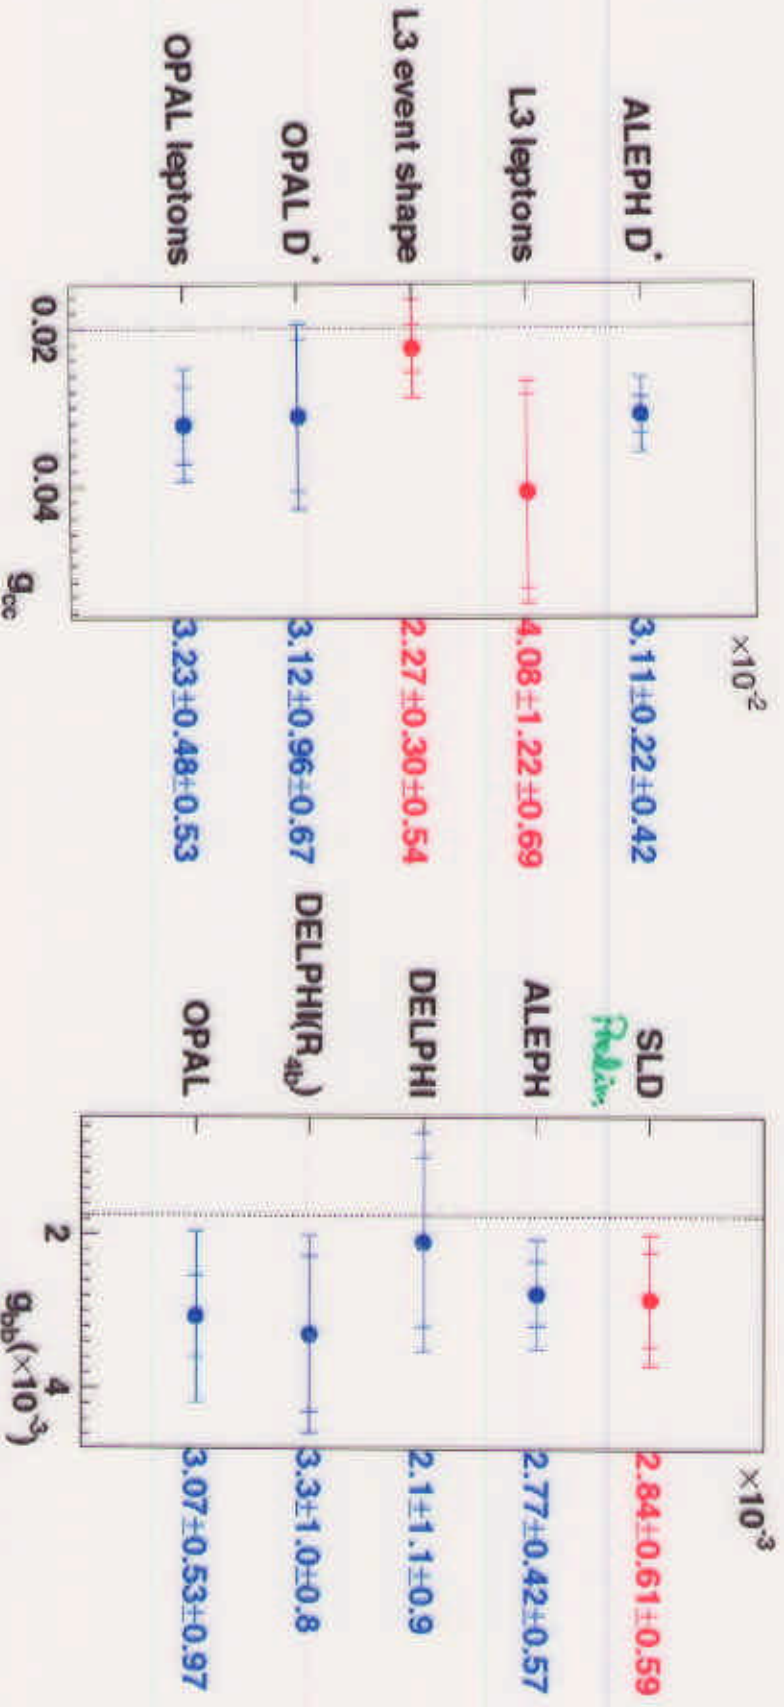 ×10⁻²
ALEPH D* 3.11±0.22±0.42
L3 leptons 4.08±1.22±0.69
L3 event shape 2.27±0.30±0.54
OPAL D* 3.12±0.96±0.67
OPAL leptons 3.23±0.48±0.53
0.02 0.04
g_cc
×10⁻³
SLD 2.84±0.61±0.59
ALEPH 2.77±0.42±0.57
DELPHI 2.1±1.1±0.9
DELPHI(R_4b) 3.3±1.0±0.8
OPAL 3.07±0.53±0.97
2 4
g_bb(×10⁻³)